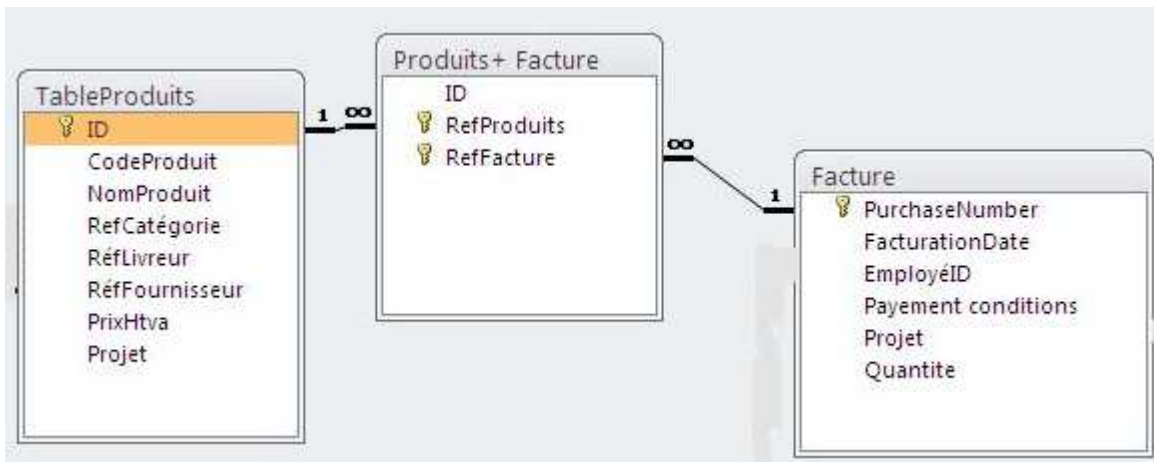 TableProduits
ID
CodeProduit
NomProduit
RefCatégorie
RéfLivreur
RéfFournisseur
PrixHtva
Projet
1 ∞
Produits+ Facture
ID
RefProduits
RefFacture
∞
1
Facture
PurchaseNumber
FacturationDate
EmployéID
Payement conditions
Projet
Quantite